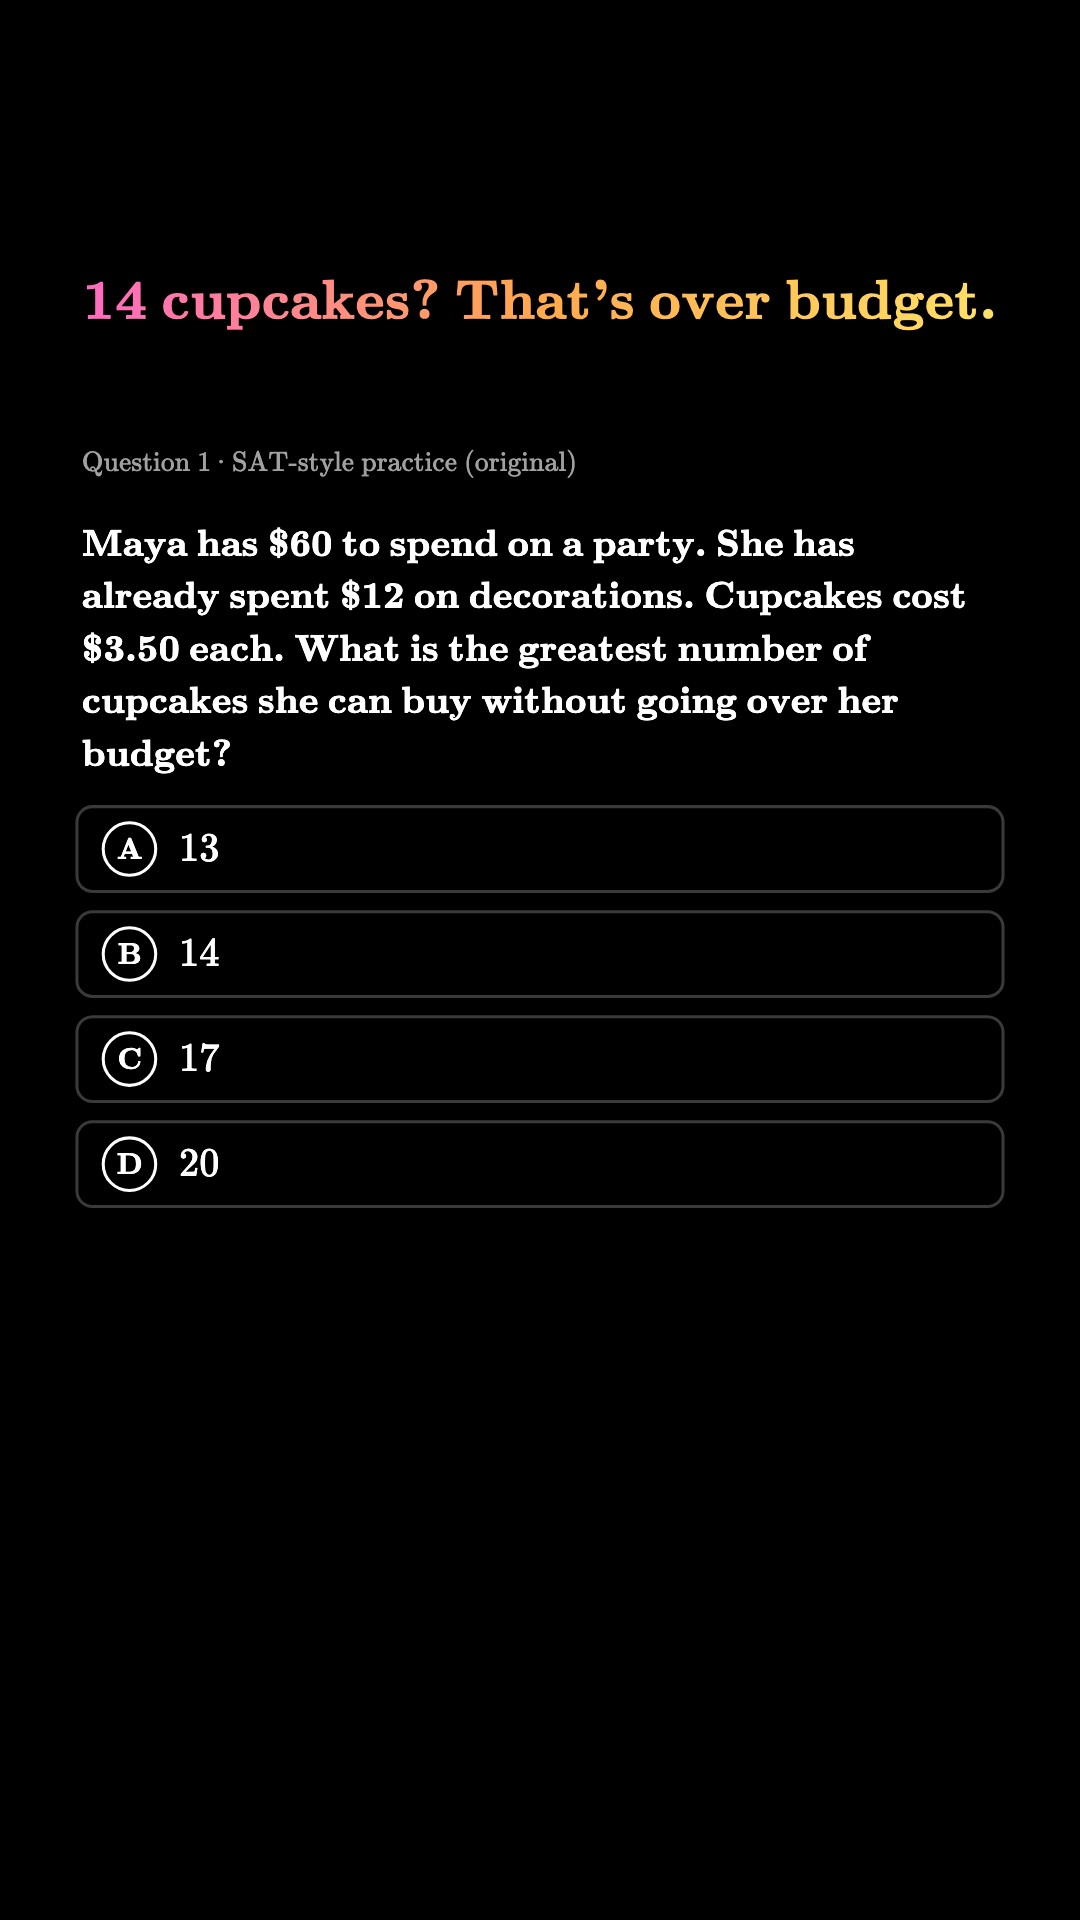 14 cupcakes? That’s over budget.
Question 1 · SAT-style practice (original)
Maya has $60 to spend on a party. She has
already spent $12 on decorations. Cupcakes cost
$3.50 each. What is the greatest number of
cupcakes she can buy without going over her
budget?
A 13
B 14
C 17
D 20